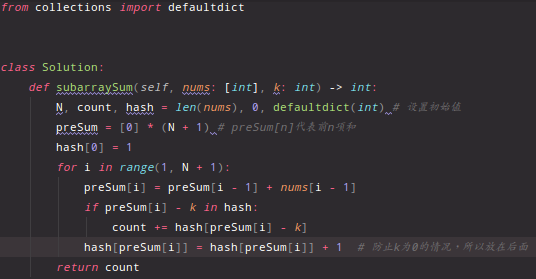 from collections import defaultdict
class Solution:
    def subarraySum(self, nums: [int], k: int) -> int:
        N, count, hash = len(nums), 0, defaultdict(int) # 设置初始值
        preSum = [0] * (N + 1) # preSum[n]代表前n项和
        hash[0] = 1
        for i in range(1, N + 1):
            preSum[i] = preSum[i - 1] + nums[i - 1]
            if preSum[i] - k in hash:
                count += hash[preSum[i] - k]
            hash[preSum[i]] = hash[preSum[i]] + 1  # 防止k为0的情况，所以放在后面
        return count